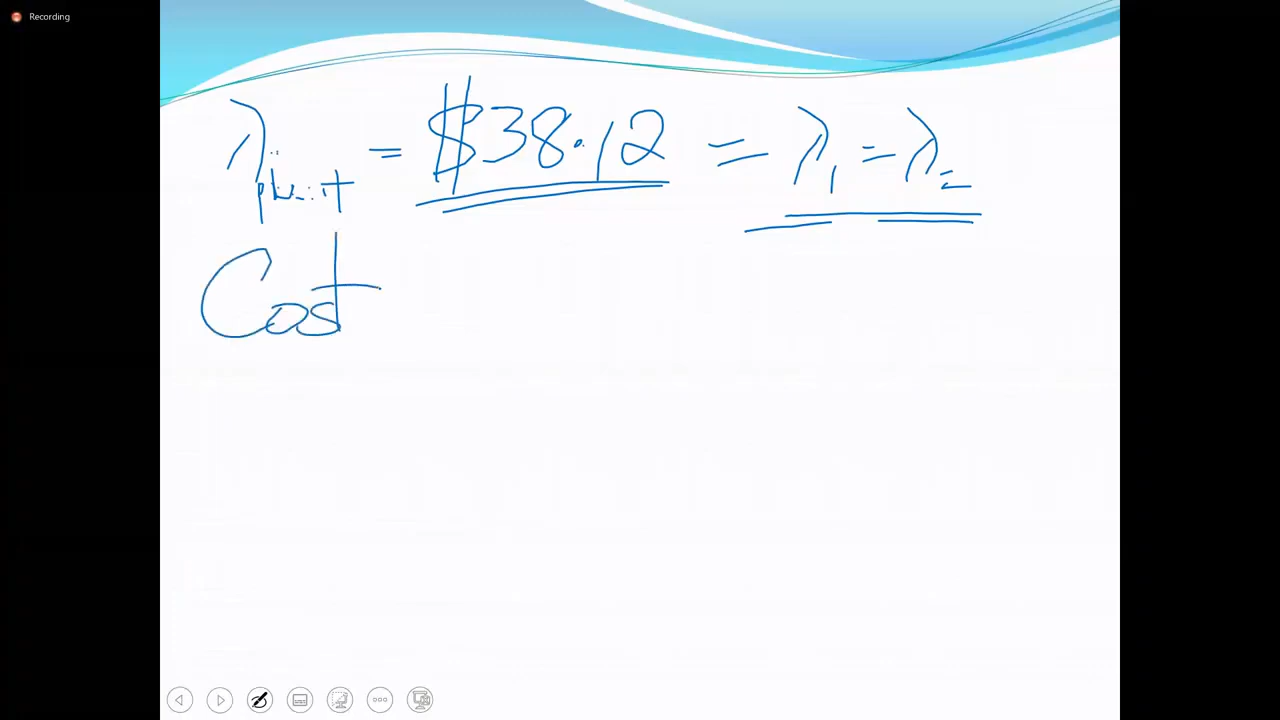 Recording
λplant = $38.12 = λ1 = λ2
Cost